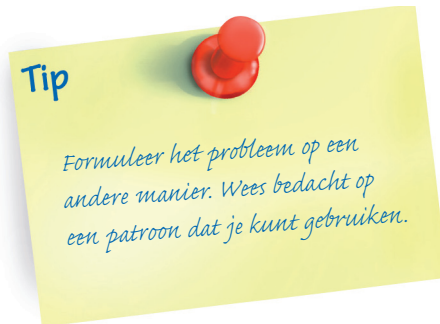 Tip
Formuleer het probleem op een
andere manier. Wees bedacht op
een patroon dat je kunt gebruiken.